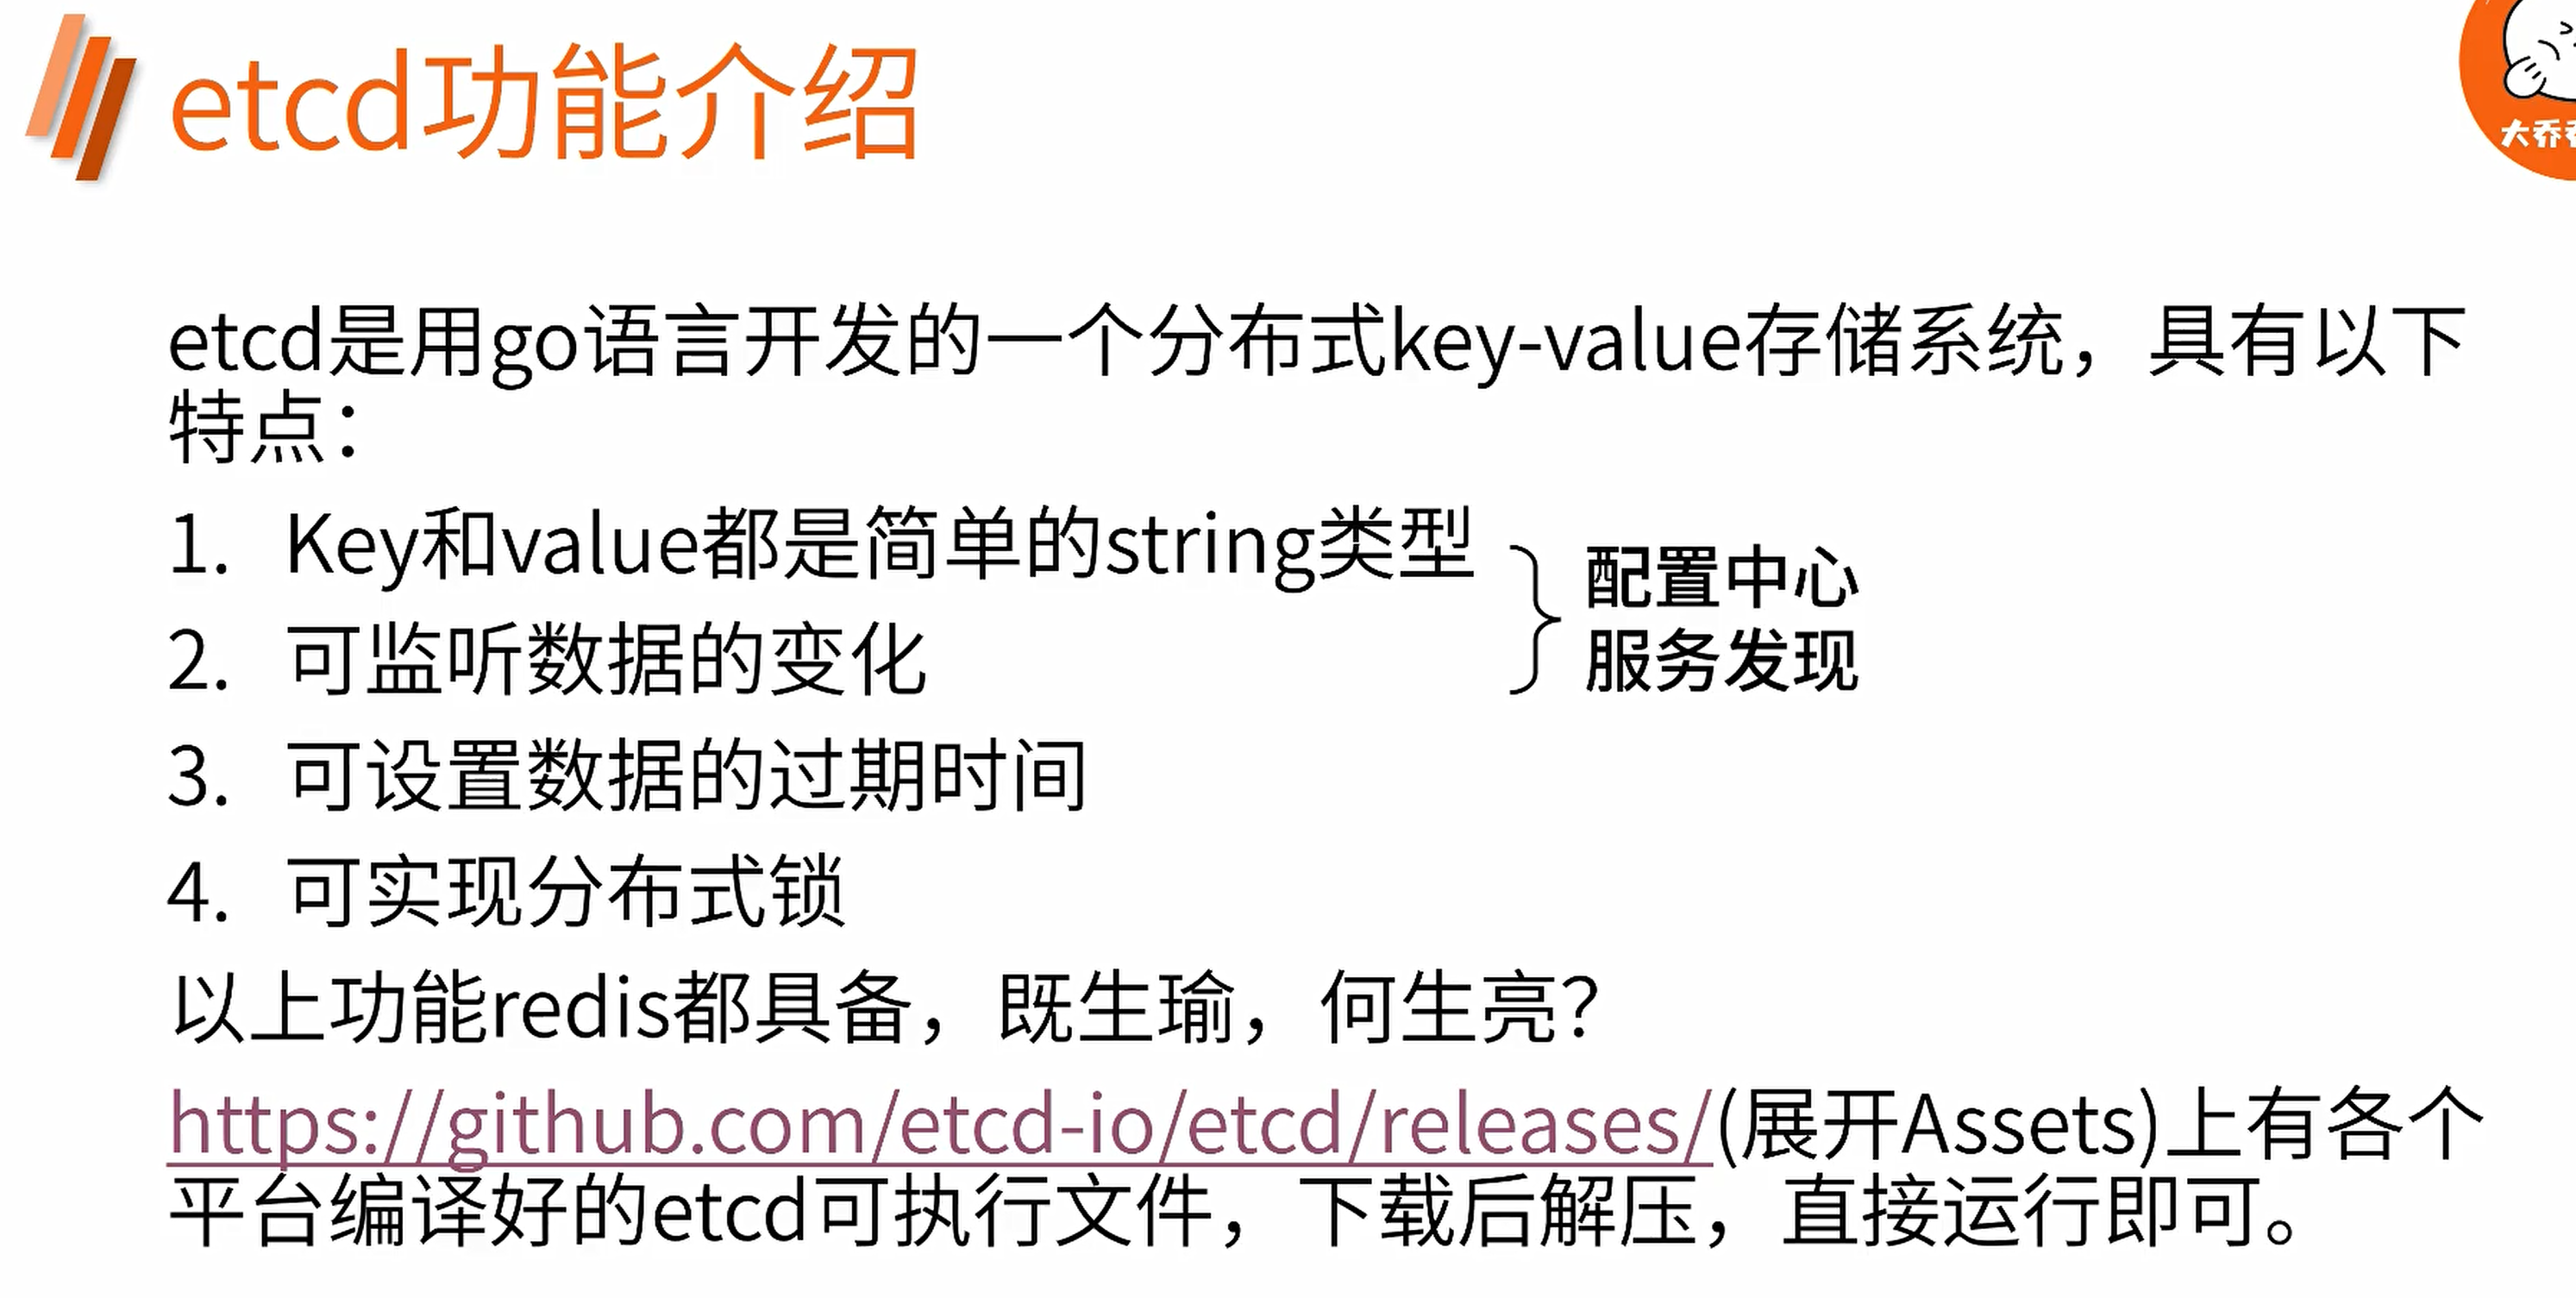 etcd功能介绍
大乔
etcd是用go语言开发的一个分布式key-value存储系统，具有以下
特点：
1. Key和value都是简单的string类型
2. 可监听数据的变化
配置中心
服务发现
3. 可设置数据的过期时间
4. 可实现分布式锁
以上功能redis都具备，既生瑜，何生亮？
https://github.com/etcd-io/etcd/releases/(展开Assets)上有各个
平台编译好的etcd可执行文件，下载后解压，直接运行即可。